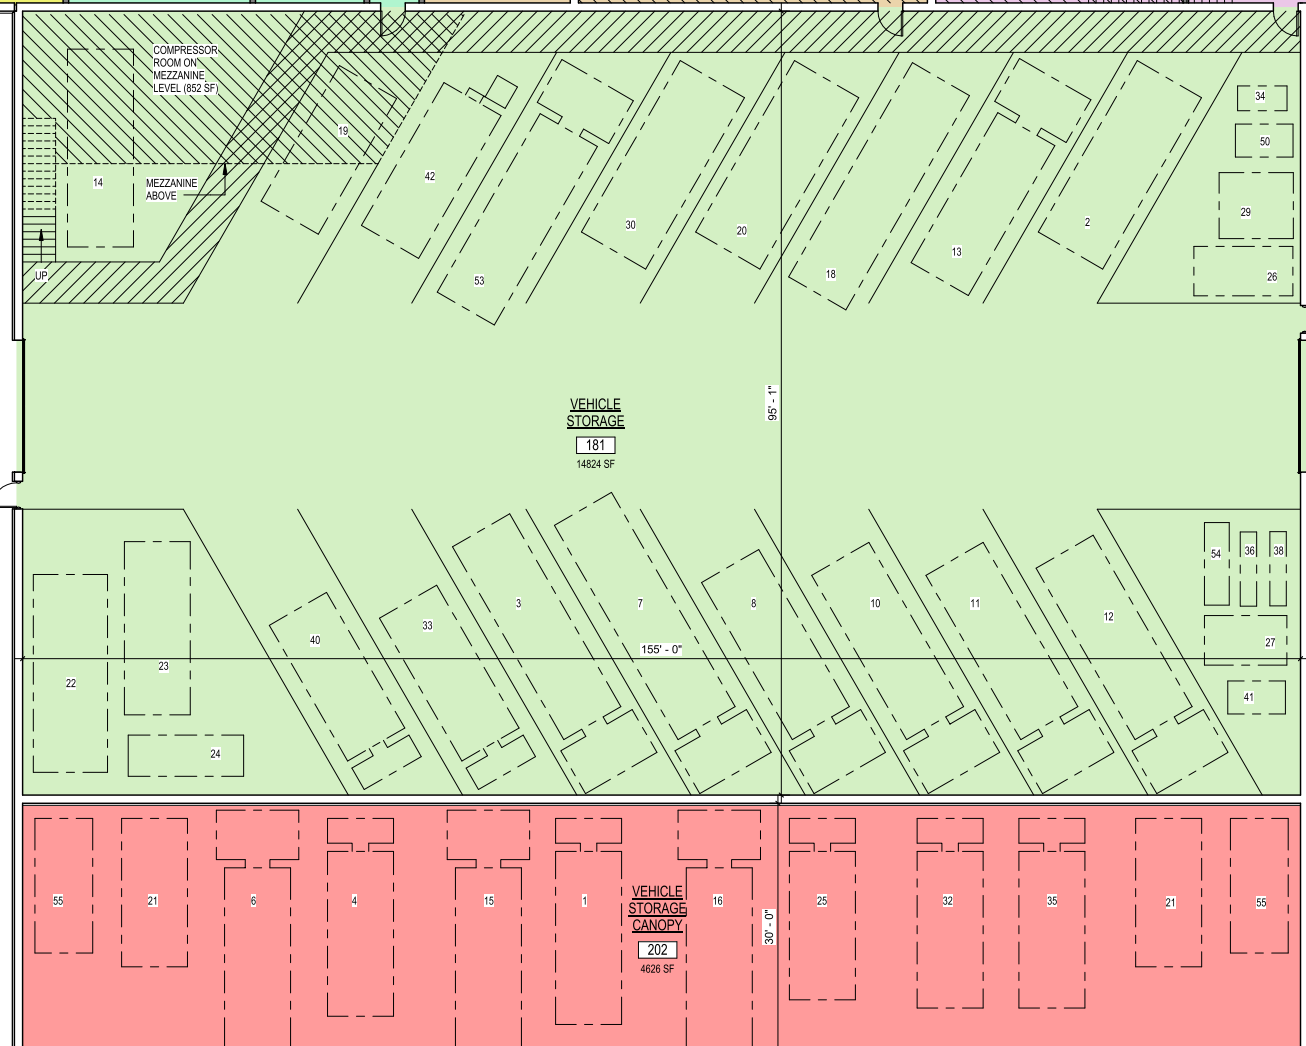 COMPRESSOR
ROOM ON
MEZZANINE
LEVEL (852 SF)
34
19
50
42
14
MEZZANINE
ABOVE
29
30
20
2
13
UP
53
18
26
VEHICLE
STORAGE
181
14824 SF
95' - 1"
54
36
38
40
33
3
7
8
10
11
12
27
155' - 0"
22
23
24
41
55
21
6
4
15
1
VEHICLE
STORAGE
CANOPY
202
4626 SF
16
30' - 0"
25
32
35
21
55